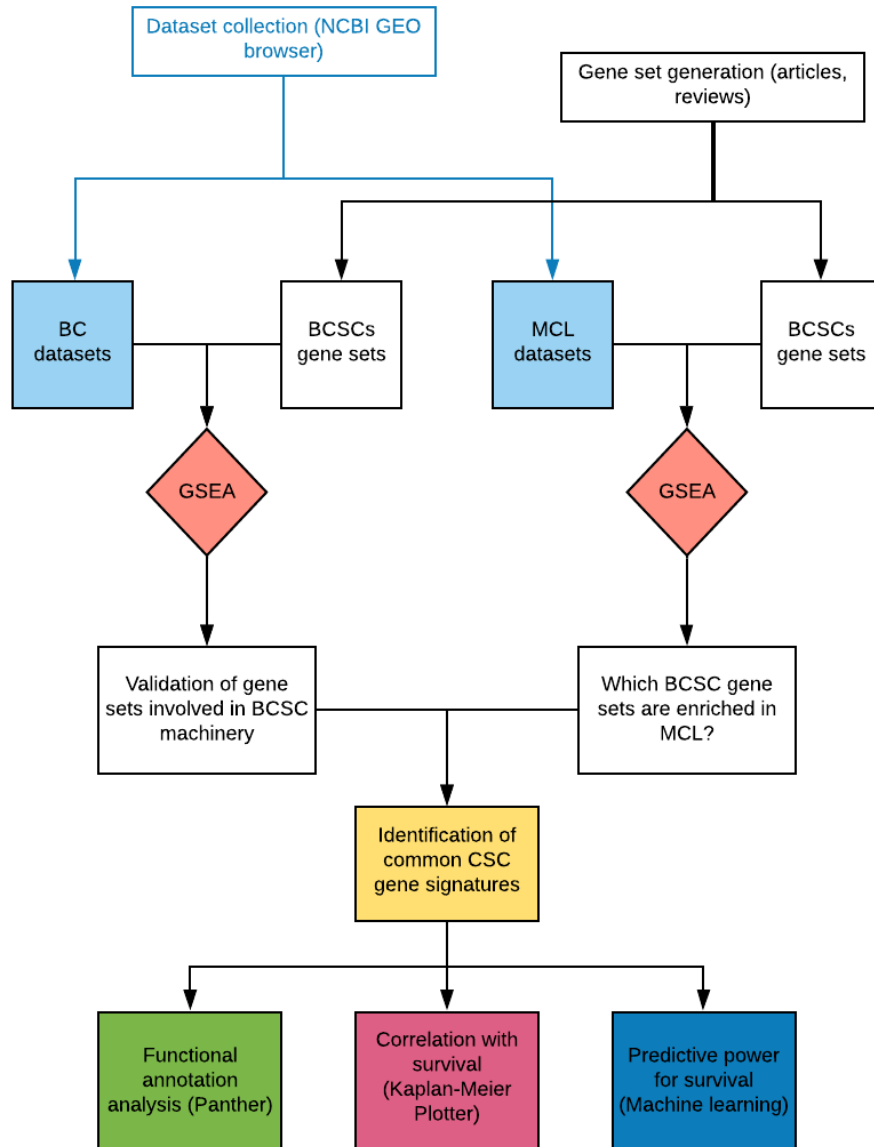 Dataset collection (NCBI GEO
browser)
Gene set generation (articles,
reviews)
BC
datasets
BCSCs
gene sets
MCL
datasets
BCSCs
gene sets
GSEA
GSEA
Validation of gene
sets involved in BCSC
machinery
Which BCSC gene
sets are enriched in
MCL?
Identification of
common CSC
gene signatures
Functional
annotation
analysis (Panther)
Correlation with
survival
(Kaplan-Meier
Plotter)
Predictive power
for survival
(Machine learning)